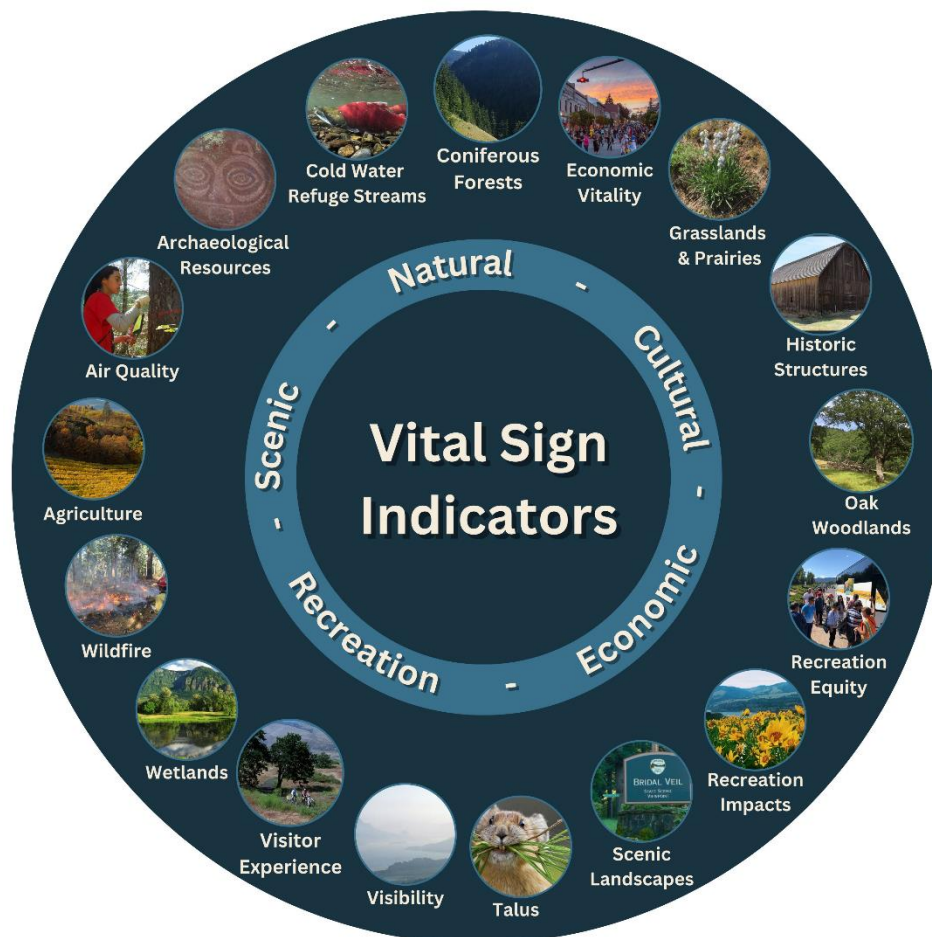 Vital Sign
Indicators
Natural
-
Cultural
-
Economic
-
Recreation
-
Scenic
-
Coniferous
Forests
Economic
Vitality
Grasslands
& Prairies
Historic
Structures
Oak
Woodlands
Recreation
Equity
Recreation
Impacts
Scenic
Landscapes
BRIDAL VEIL
Talus
Visibility
Visitor
Experience
Wetlands
Wildfire
Agriculture
Air Quality
Archaeological
Resources
Cold Water
Refuge Streams